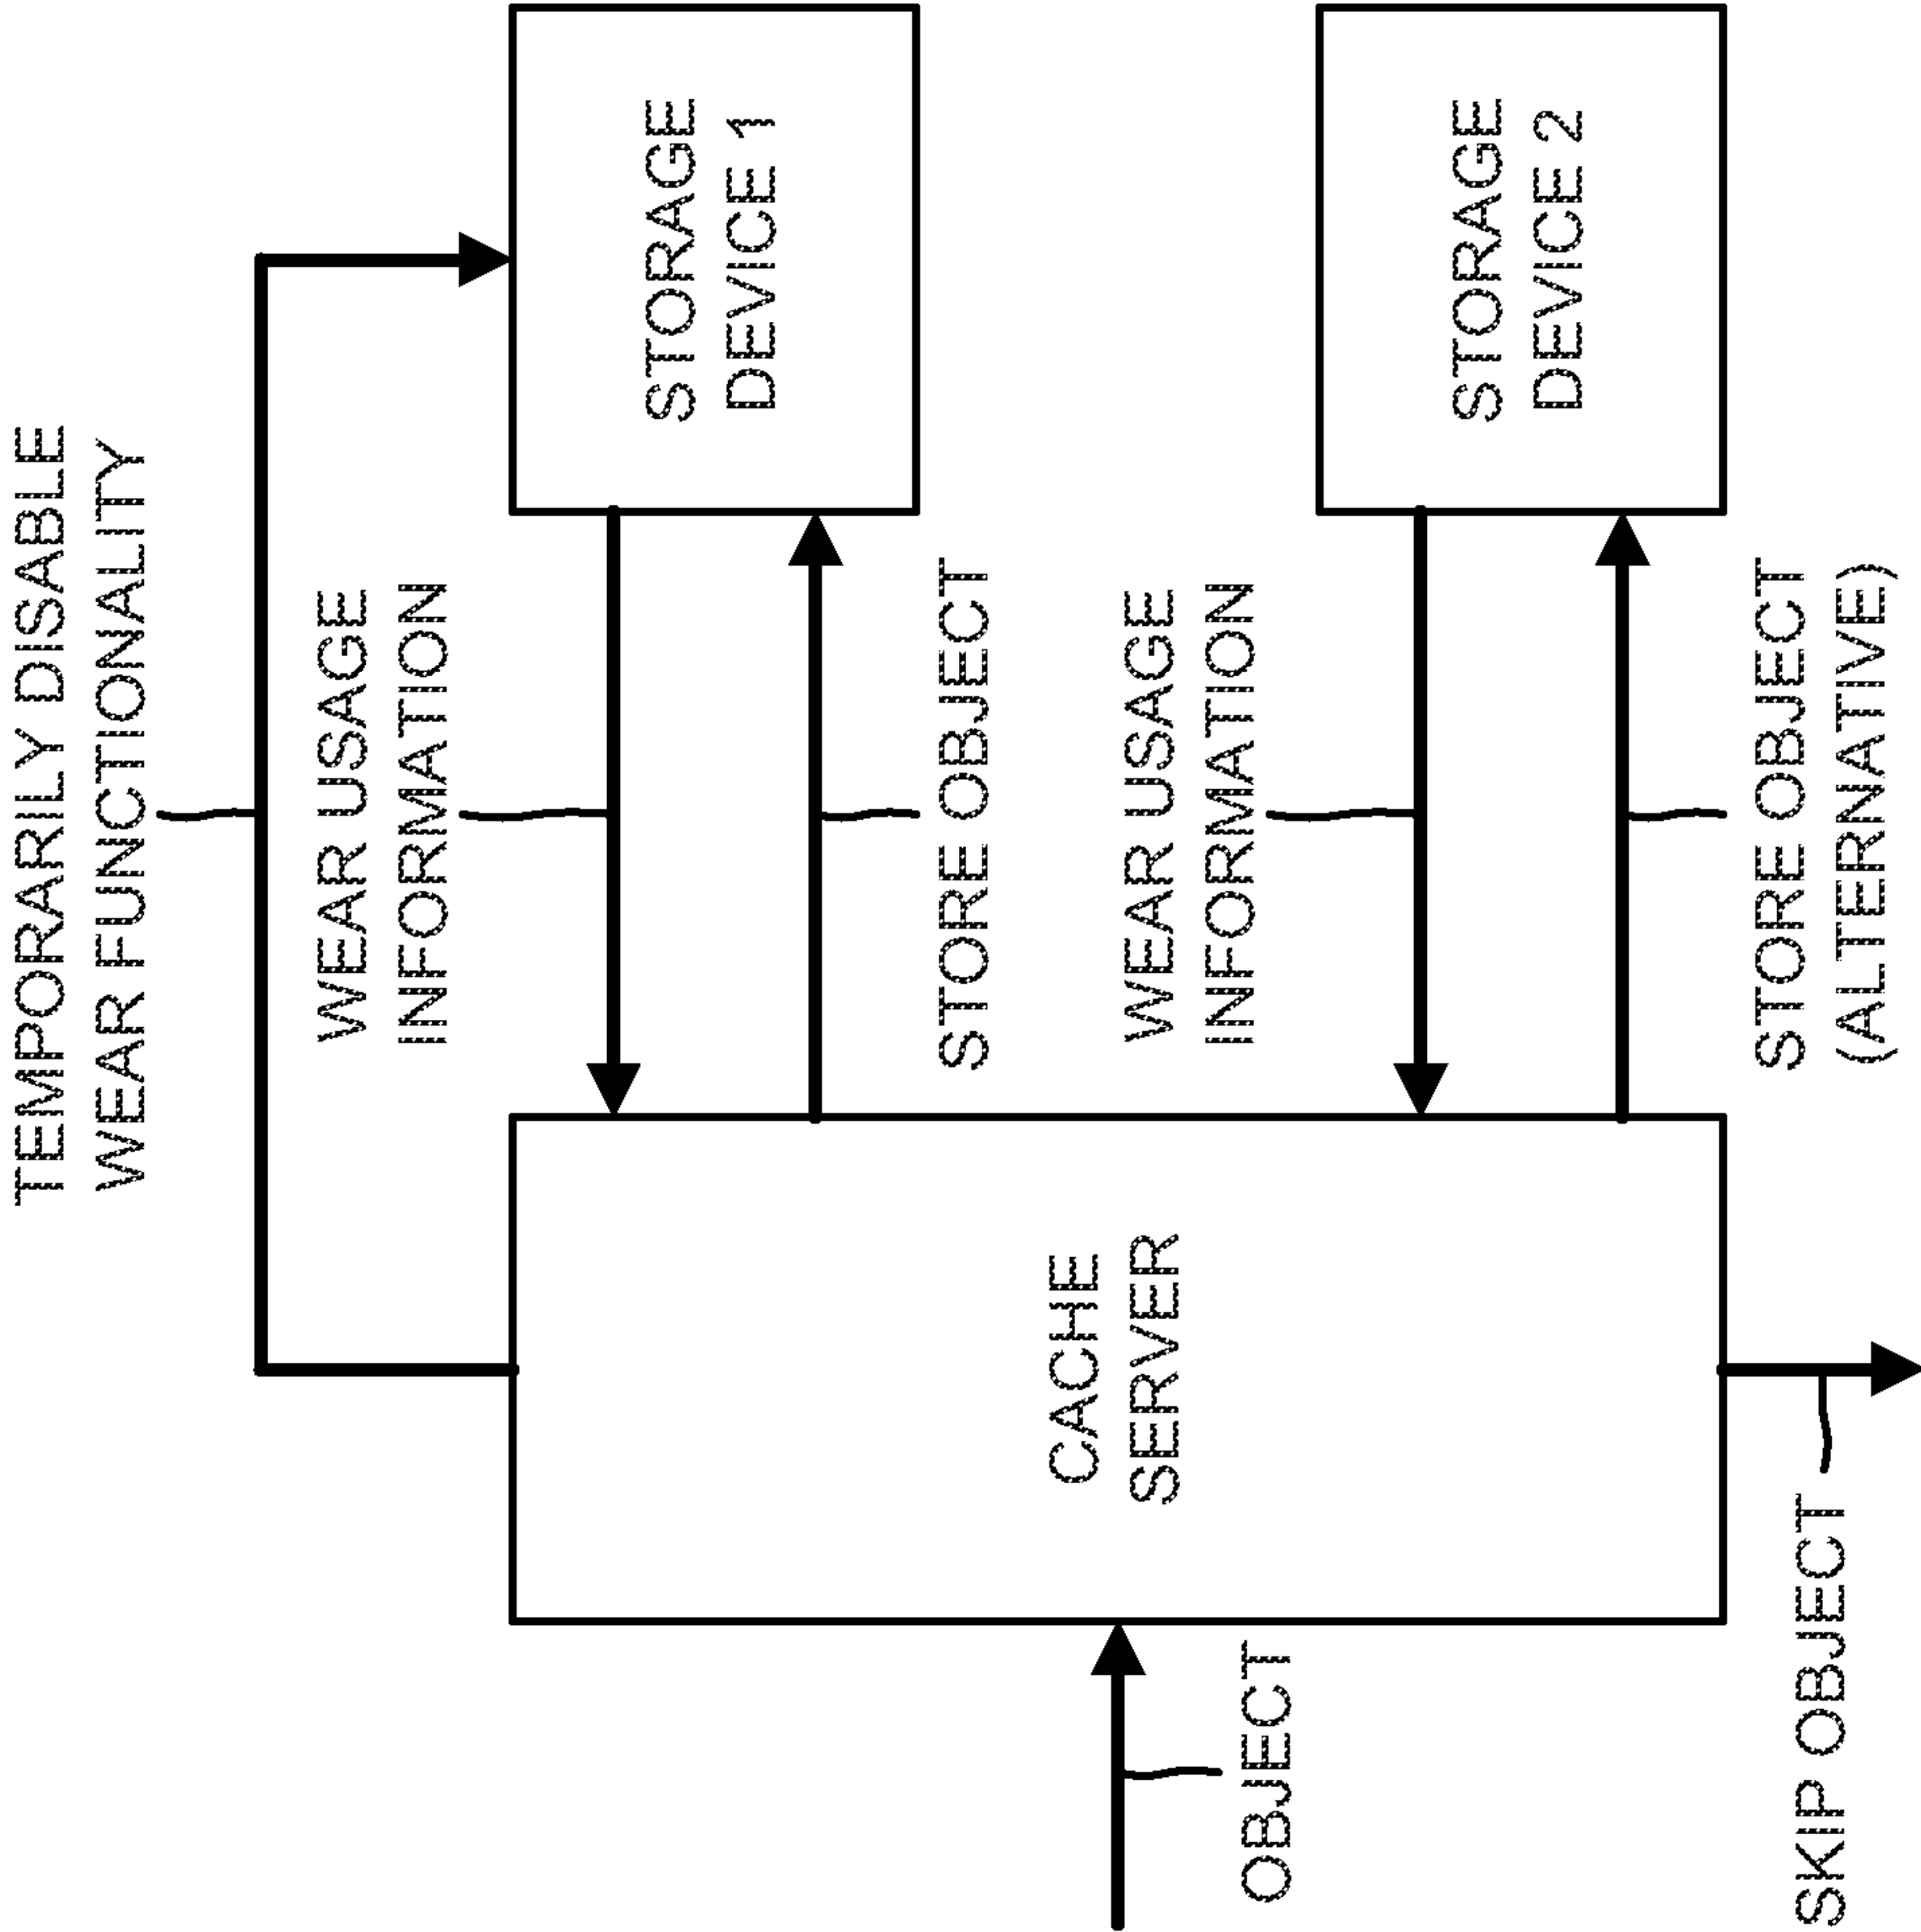 TEMPORARILY DISABLE
WEAR FUNCTIONALITY
WEAR USAGE
INFORMATION
STORAGE
DEVICE 1
STORE OBJECT
CACHE
SERVER
OBJECT
WEAR USAGE
INFORMATION
STORAGE
DEVICE 2
STORE OBJECT
(ALTERNATIVE)
SKIP OBJECT